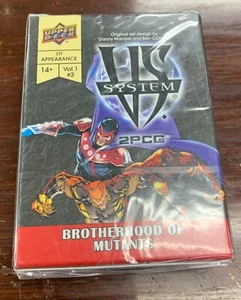 UPPER
DECK
1ST
APPEARANCE
14+
Vol.1
#2
Original set design by
Danny Mandel and Ben
VS
SYSTEM
2PCG
BROTHERHOOD OF
MUTANTS